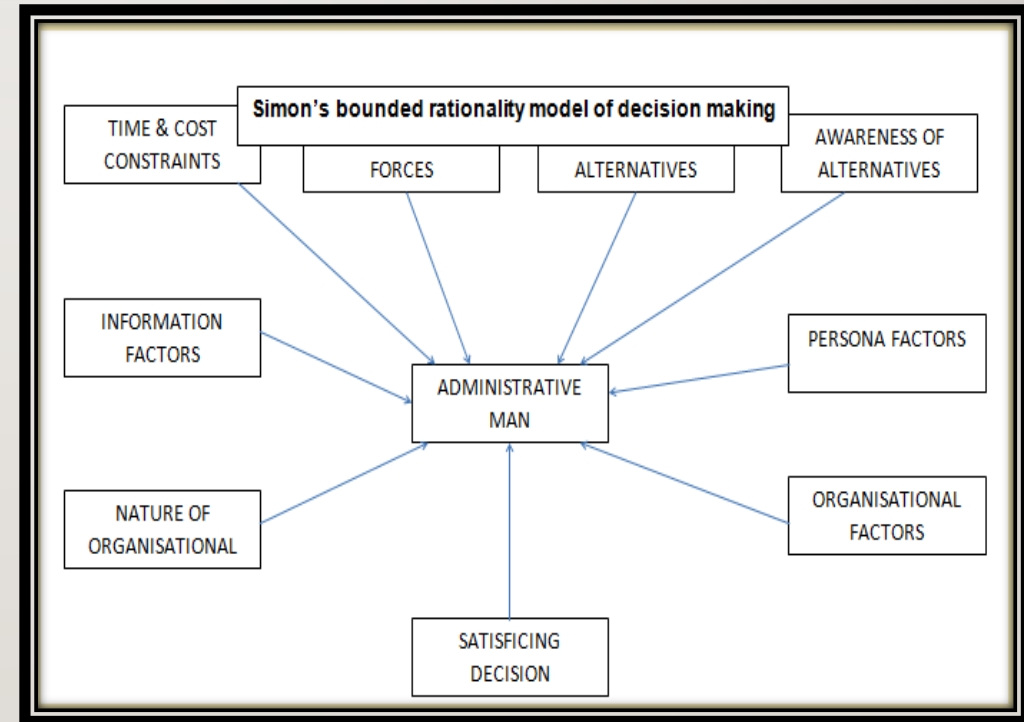 Simon's bounded rationality model of decision making
TIME & COST
CONSTRAINTS
FORCES
ALTERNATIVES
AWARENESS OF
ALTERNATIVES
INFORMATION
FACTORS
PERSONA FACTORS
ADMINISTRATIVE
MAN
NATURE OF
ORGANISATIONAL
ORGANISATIONAL
FACTORS
SATISFICING
DECISION